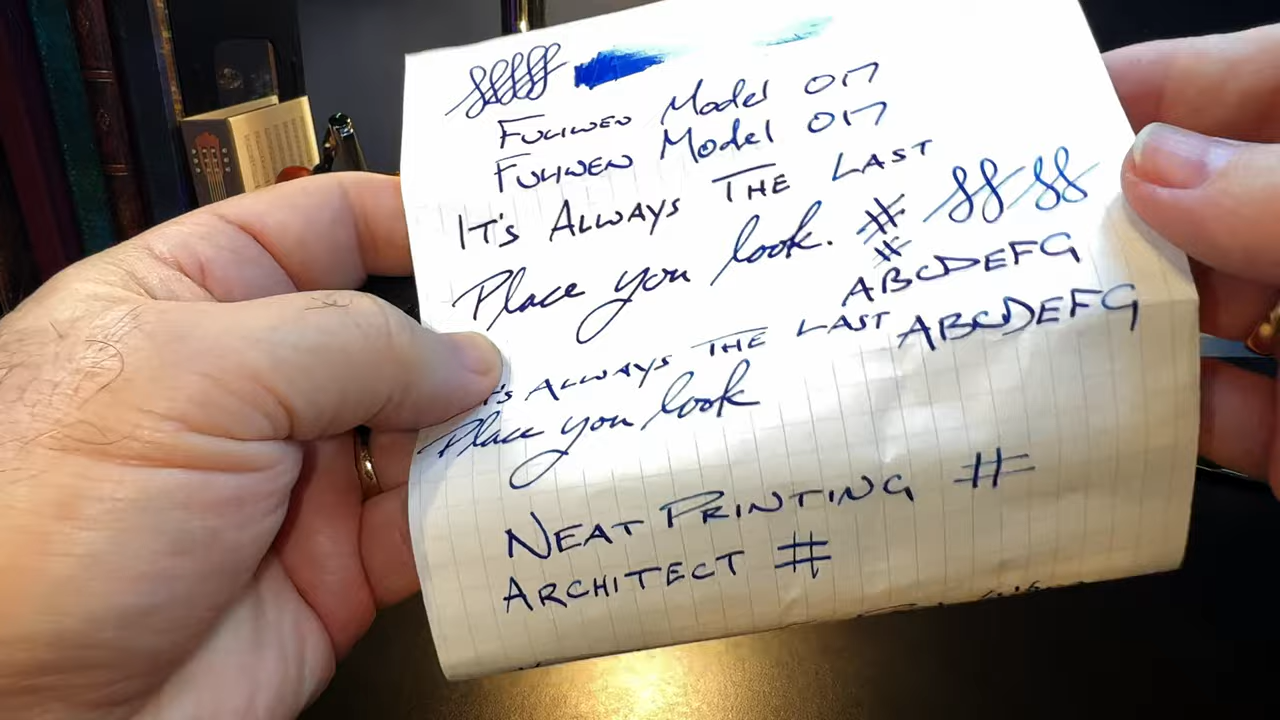 Fuliwen Model 017
Fuliwen Model 017
It's Always The Last
Place you look. #
#
ABCDEFG
It's Always The Last ABCDEFG
Place you look
Neat Printing #
Architect #